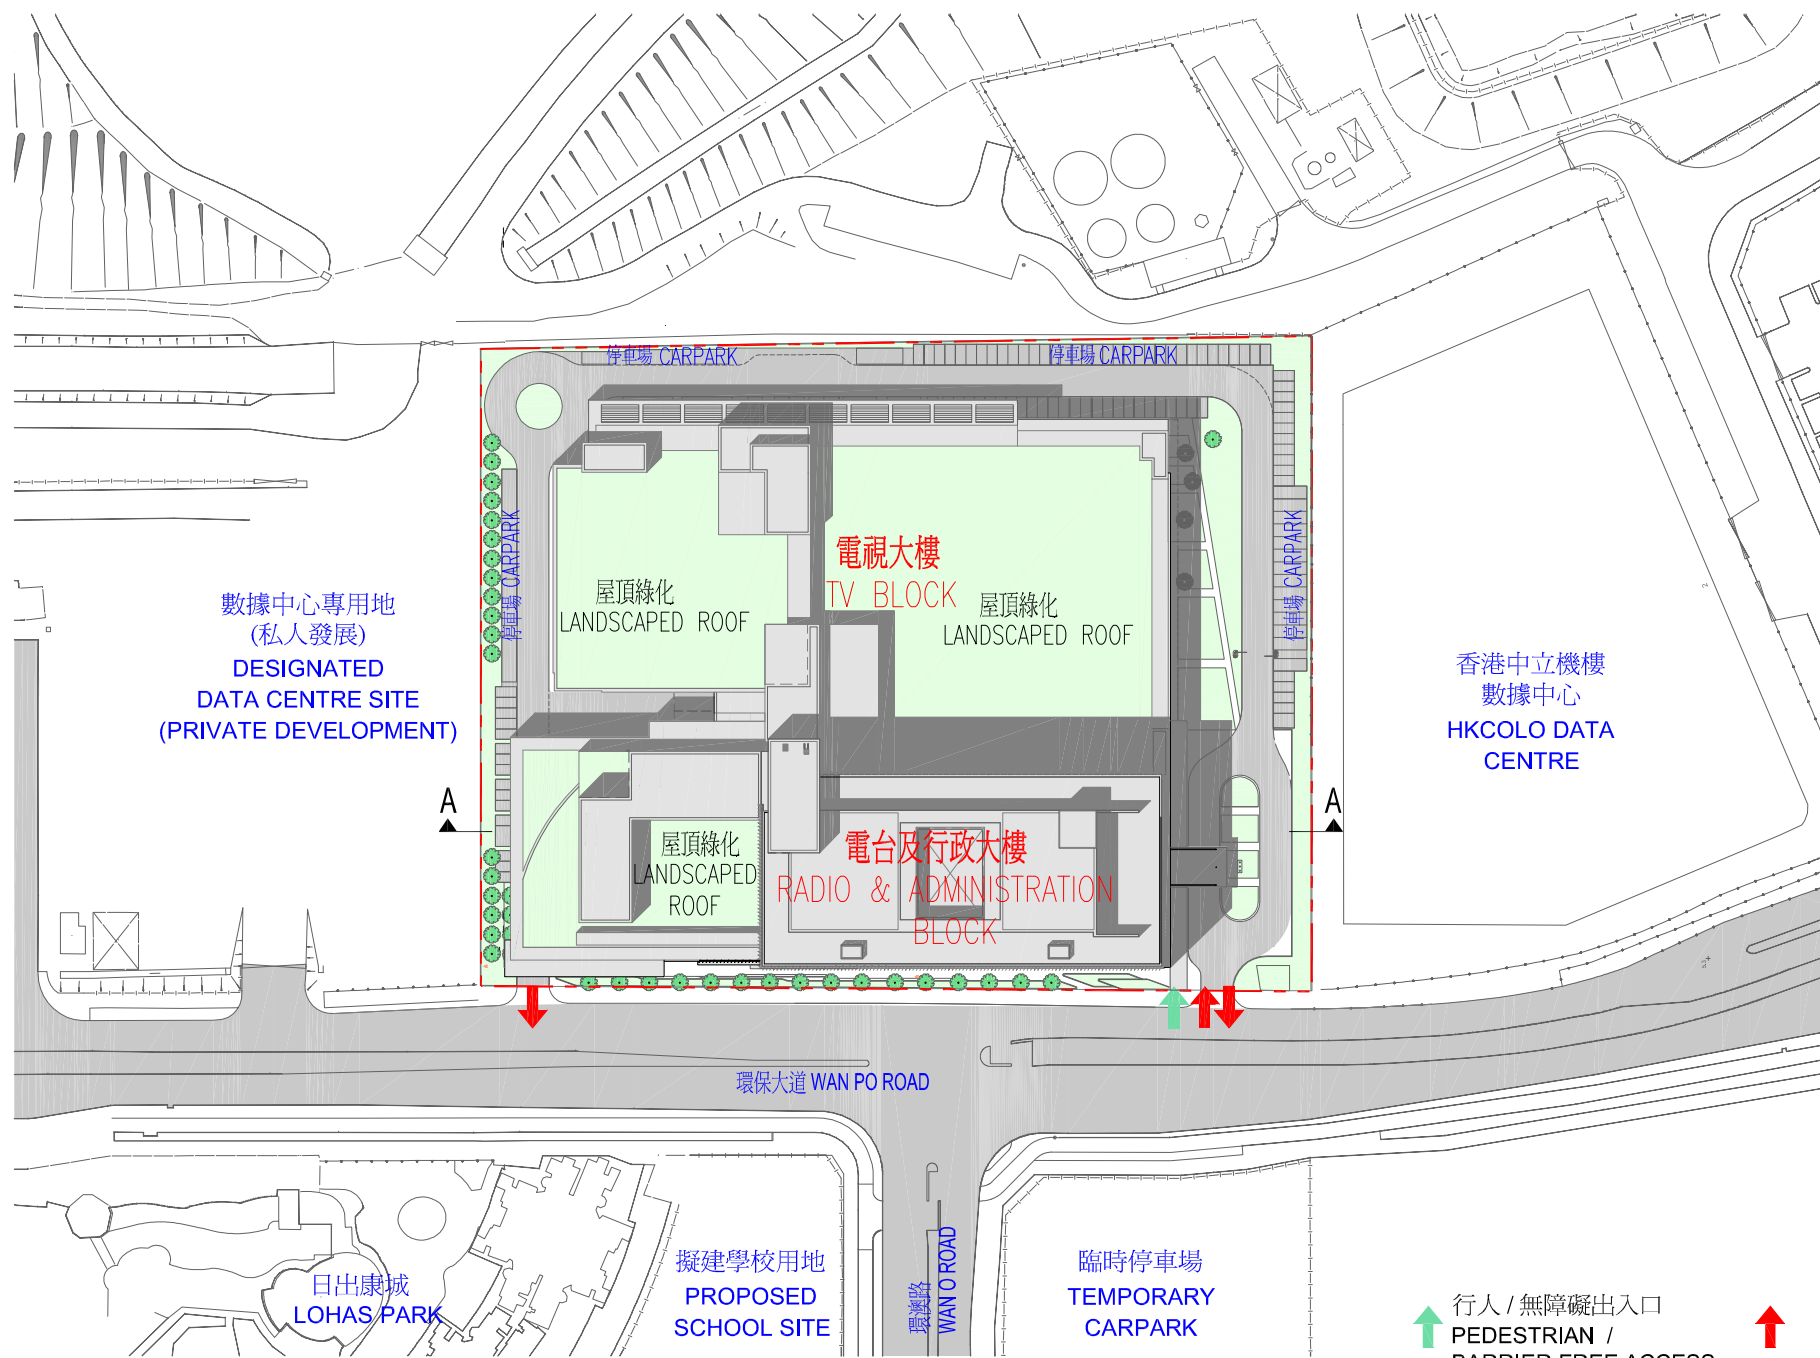 停車場 CARPARK
停車場 CARPARK
停車場 CARPARK
停車場 CARPARK
電視大樓
TV BLOCK
屋頂綠化
LANDSCAPED ROOF
屋頂綠化
LANDSCAPED ROOF
數據中心專用地
(私人發展)
DESIGNATED
DATA CENTRE SITE
(PRIVATE DEVELOPMENT)
香港中立機樓
數據中心
HKCOLO DATA
CENTRE
A
A
屋頂綠化
LANDSCAPED
ROOF
電台及行政大樓
RADIO & ADMINISTRATION
BLOCK
環保大道 WAN PO ROAD
環澳路
WAN O ROAD
日出康城
LOHAS PARK
擬建學校用地
PROPOSED
SCHOOL SITE
臨時停車場
TEMPORARY
CARPARK
行人 / 無障礙出入口
PEDESTRIAN /
BARRIER FREE ACCESS